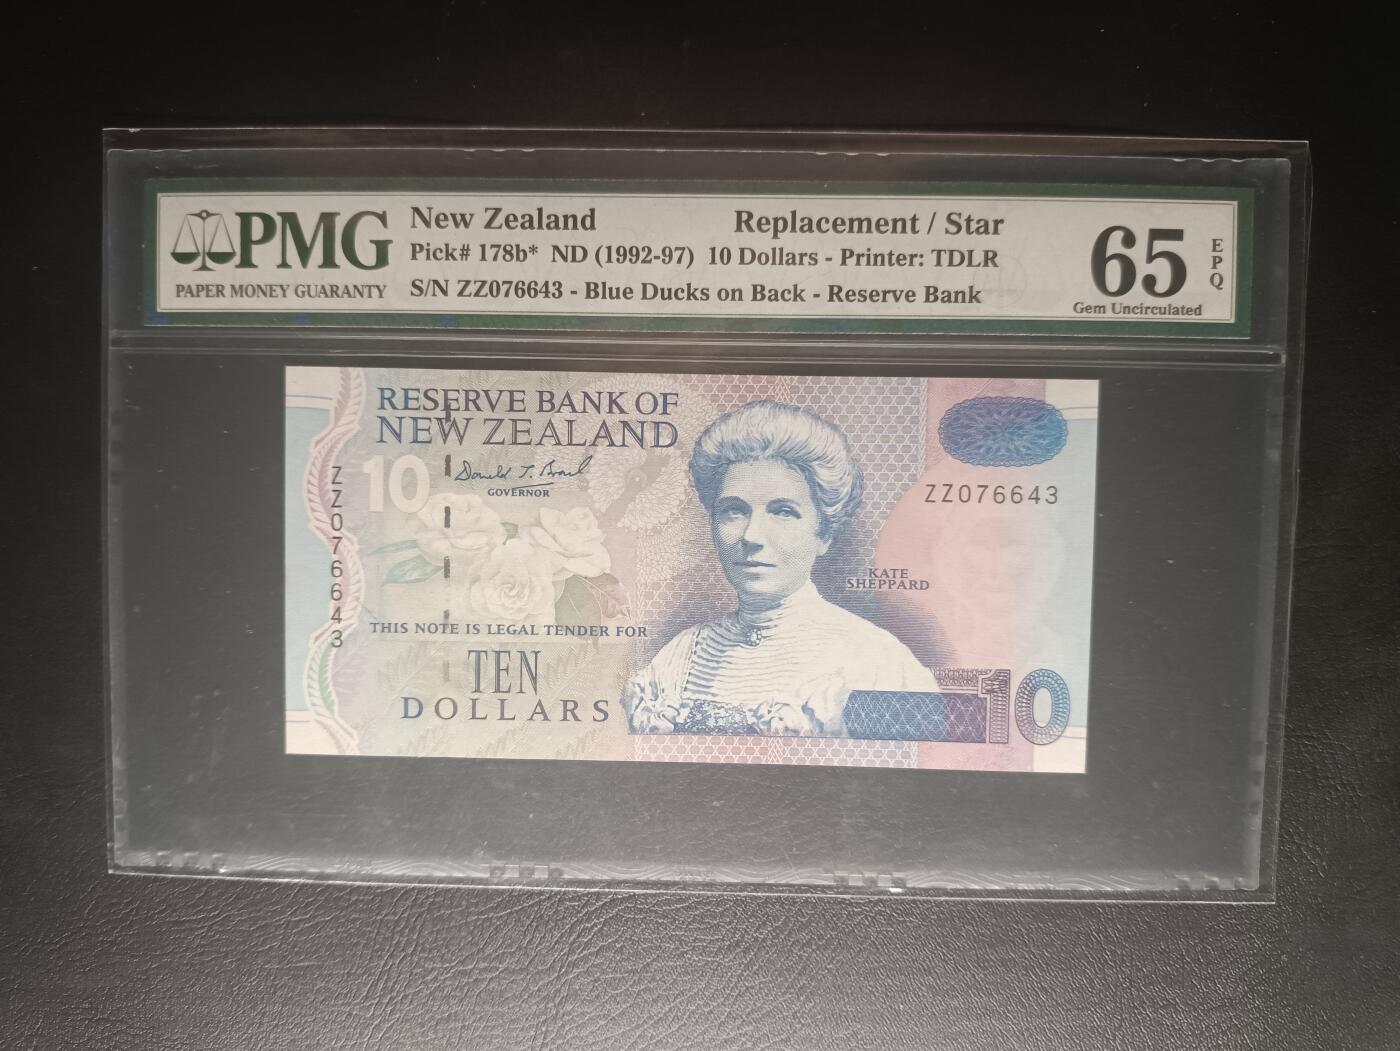 PMG
PAPER MONEY GUARANTY
New Zealand Replacement / Star
Pick# 178b* ND (1992-97) 10 Dollars - Printer: TDLR
S/N ZZ076643 - Blue Ducks on Back - Reserve Bank
65
EPQ
Gem Uncirculated
RESERVE BANK OF
NEW ZEALAND
10
Donald T. Brash
GOVERNOR
ZZ076643
ZZ076643
KATE
SHEPPARD
THIS NOTE IS LEGAL TENDER FOR
TEN
DOLLARS
10